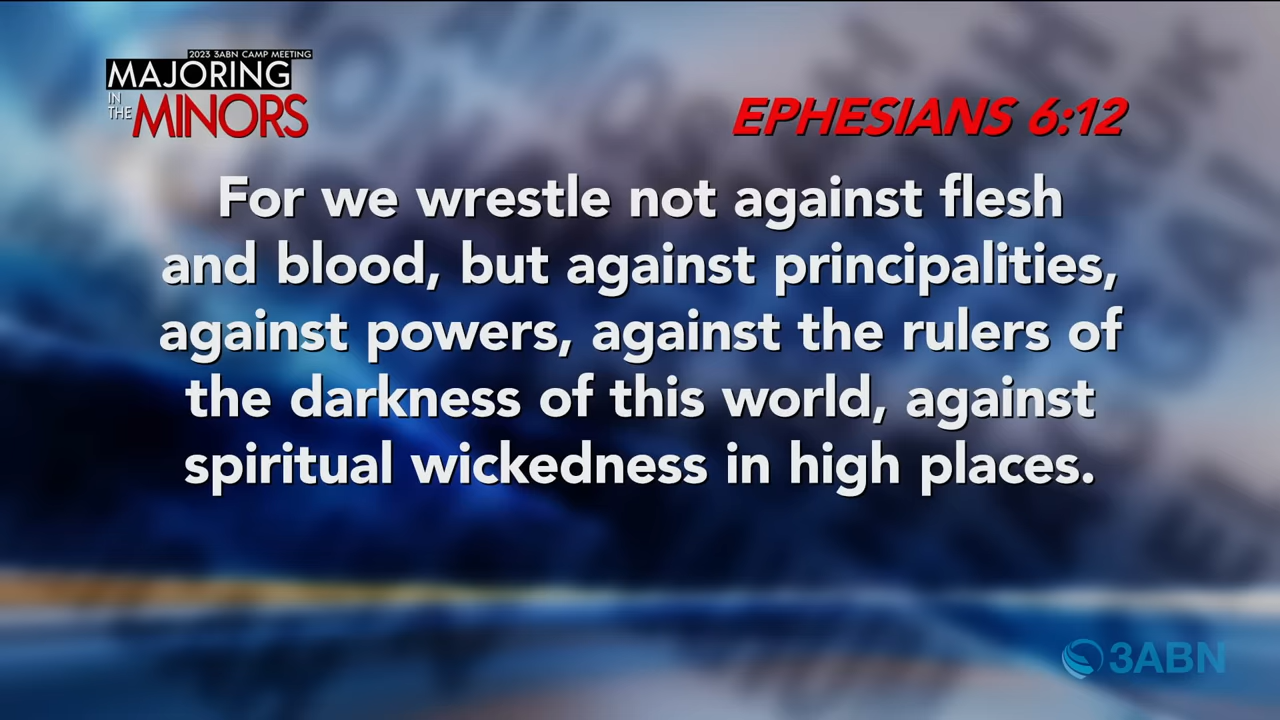 2023 3ABN CAMP MEETING
MAJORING
IN
THE
MINORS
EPHESIANS 6:12
For we wrestle not against flesh
and blood, but against principalities,
against powers, against the rulers of
the darkness of this world, against
spiritual wickedness in high places.
3ABN